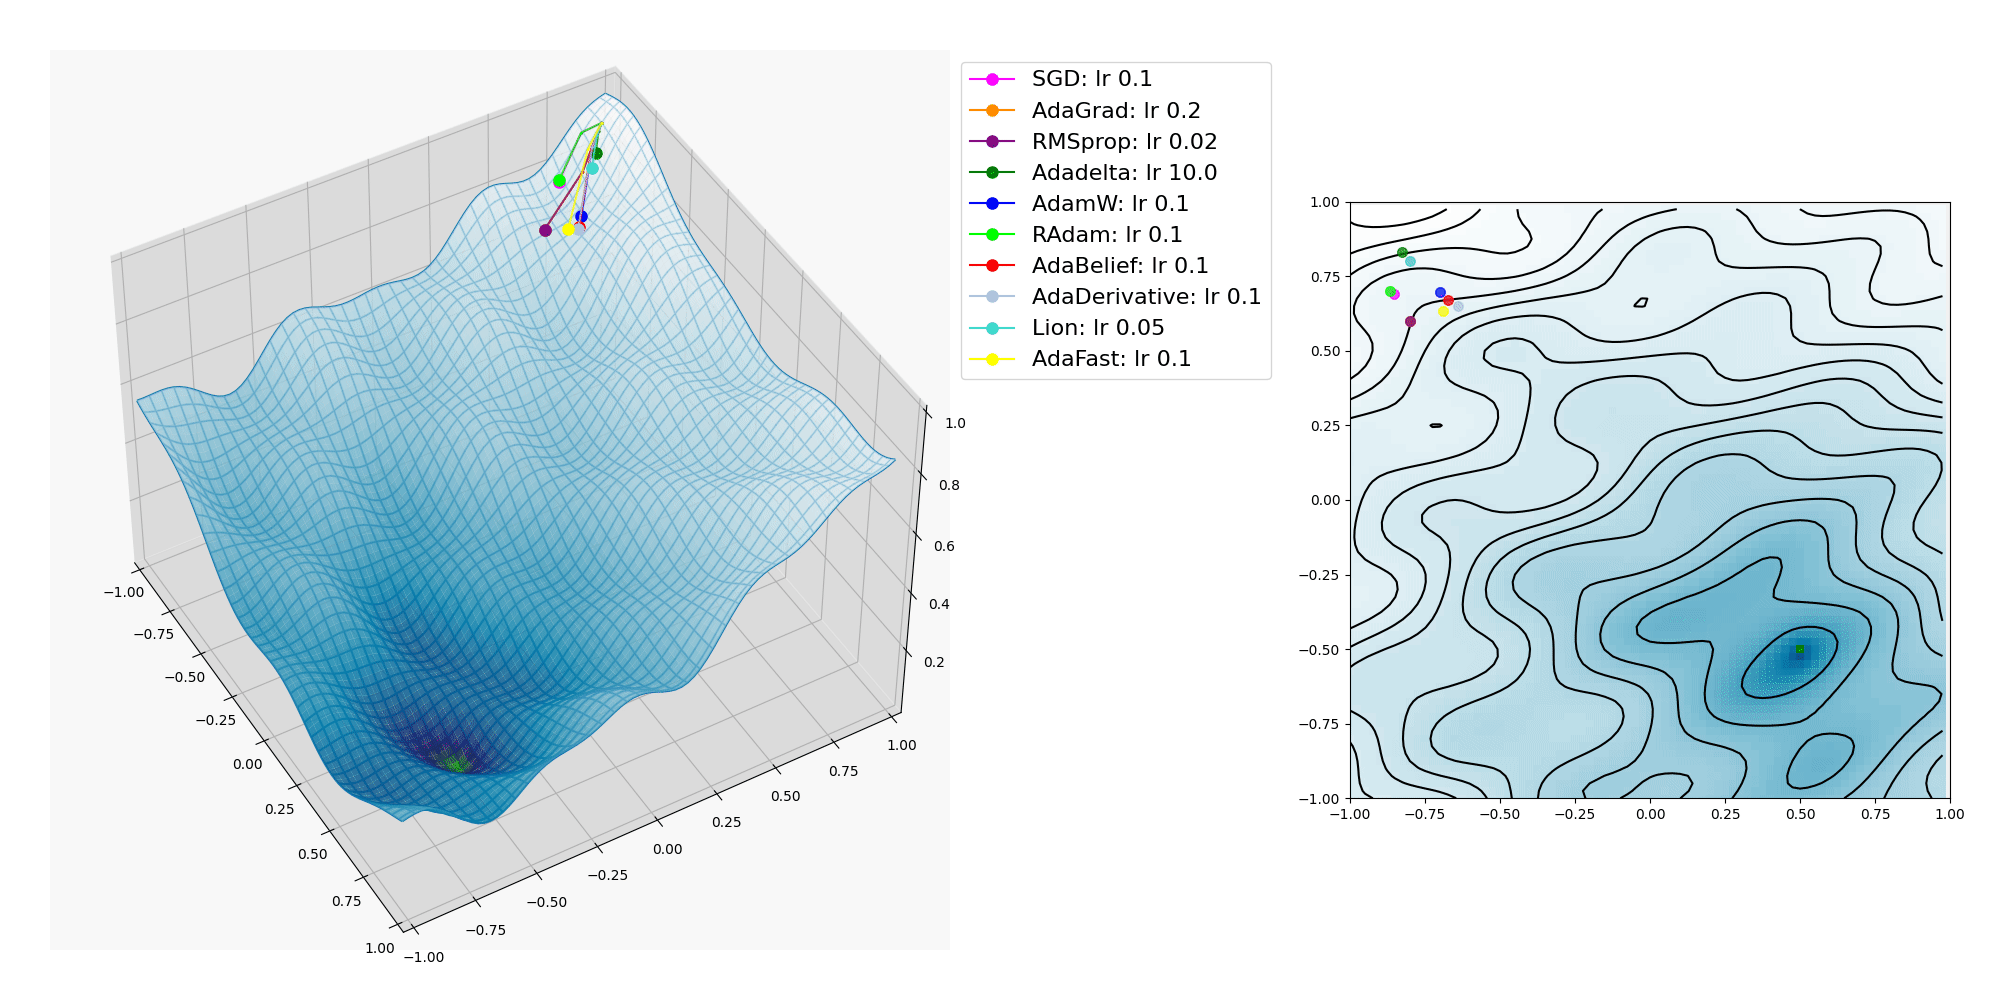 SGD: lr 0.1
AdaGrad: lr 0.2
RMSprop: lr 0.02
Adadelta: lr 10.0
AdamW: lr 0.1
RAdam: lr 0.1
AdaBelief: lr 0.1
AdaDerivative: lr 0.1
Lion: lr 0.05
AdaFast: lr 0.1
1.0
0.8
0.6
0.4
0.2
−1.00
−0.75
−0.50
−0.25
0.00
0.25
0.50
0.75
1.00
−1.00
−0.75
−0.50
−0.25
0.00
0.25
0.50
0.75
1.00
1.00
0.75
0.50
0.25
0.00
−0.25
−0.50
−0.75
−1.00
−1.00 −0.75 −0.50 −0.25 0.00 0.25 0.50 0.75 1.00